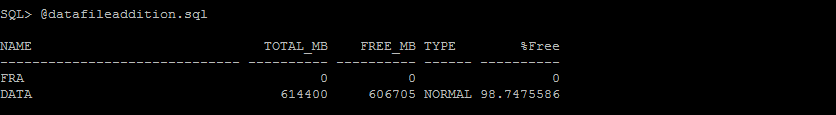 SQL> @datafileaddition.sql
NAME                             TOTAL_MB    FREE_MB TYPE        %Free
------------------------------ ---------- ---------- ------ ----------
FRA                                     0          0                 0
DATA                               614400     606705 NORMAL 98.7475586